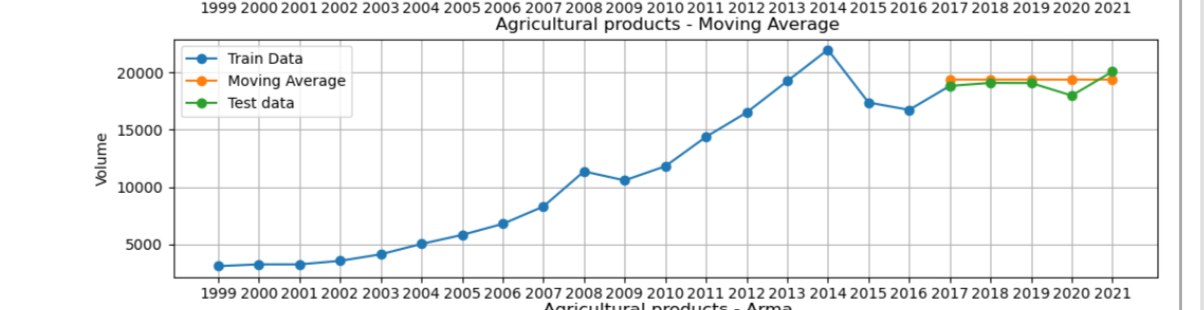 1999 2000 2001 2002 2003 2004 2005 2006 2007 2008 2009 2010 2011 2012 2013 2014 2015 2016 2017 2018 2019 2020 2021
Agricultural products - Moving Average
Train Data
Moving Average
Test data
20000
15000
10000
5000
Volume
1999 2000 2001 2002 2003 2004 2005 2006 2007 2008 2009 2010 2011 2012 2013 2014 2015 2016 2017 2018 2019 2020 2021
Agricultural products - Arma